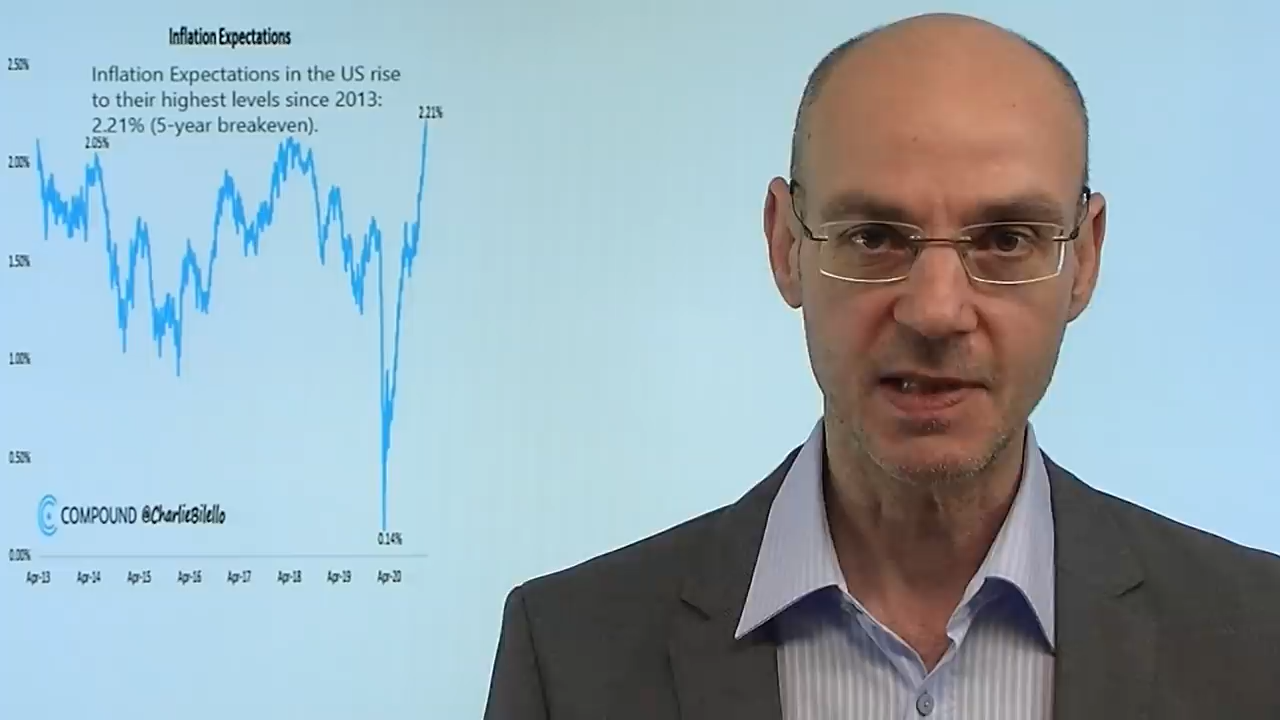 Inflation Expectations
2.50%
Inflation Expectations in the US rise
to their highest levels since 2013:
2.21% (5-year breakeven).
2.21%
2.05%
2.00%
1.50%
1.00%
0.50%
COMPOUND @CharlieBilello
0.14%
0.00%
Apr-13 Apr-14 Apr-15 Apr-16 Apr-17 Apr-18 Apr-19 Apr-20